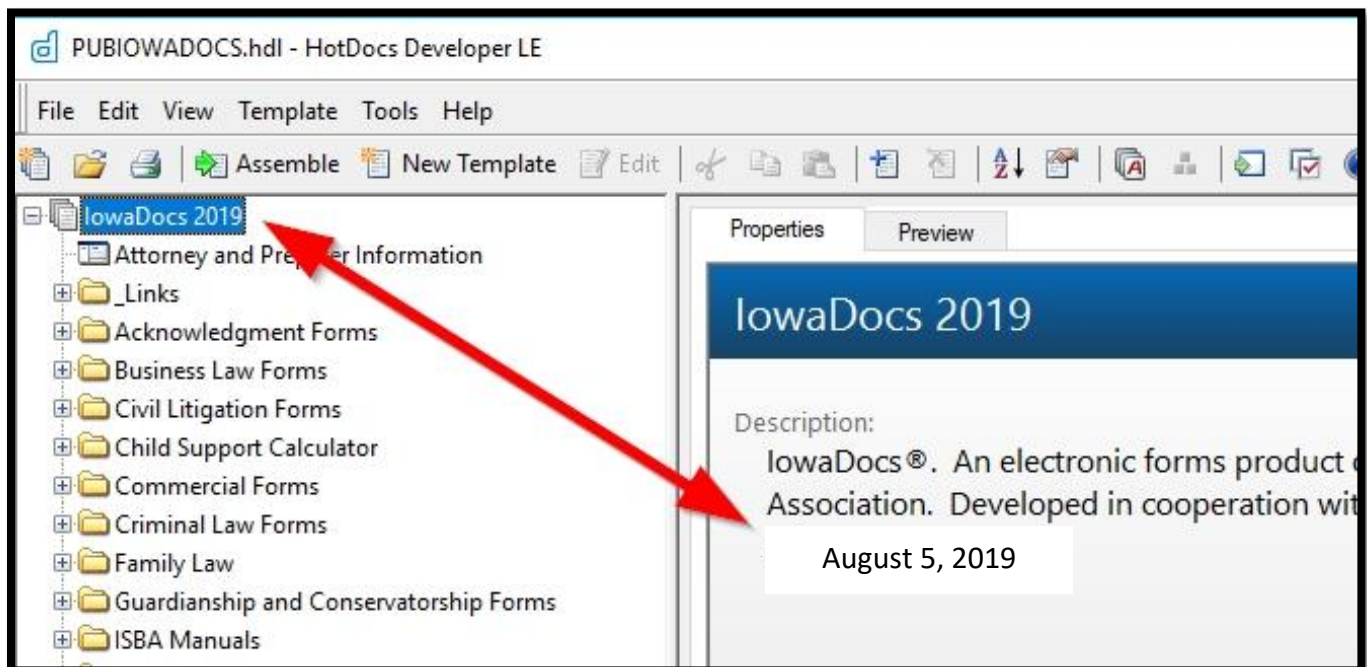 PUBIOWADOCS.hdl - HotDocs Developer LE
File Edit View Template Tools Help
Assemble New Template Edit
IowaDocs 2019
Attorney and Preparer Information
_Links
Acknowledgment Forms
Business Law Forms
Civil Litigation Forms
Child Support Calculator
Commercial Forms
Criminal Law Forms
Family Law
Guardianship and Conservatorship Forms
ISBA Manuals
Properties Preview
IowaDocs 2019
Description:
IowaDocs®. An electronic forms product
Association. Developed in cooperation wit
August 5, 2019